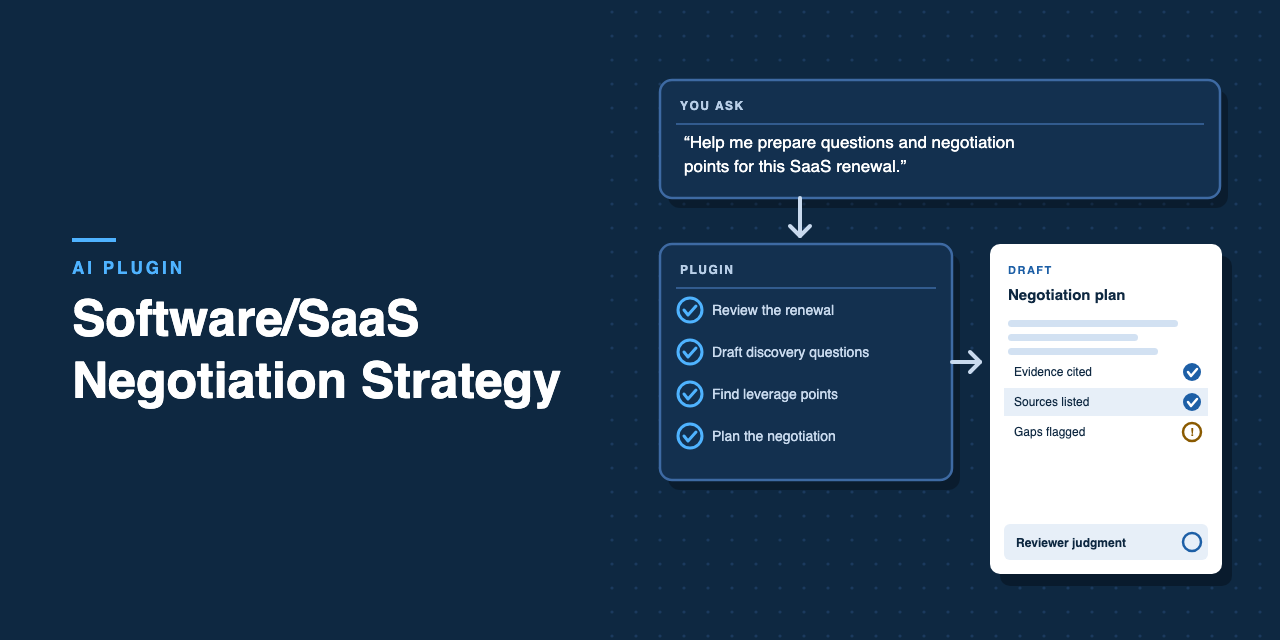 AI PLUGIN
Software/SaaS
Negotiation Strategy
YOU ASK
“Help me prepare questions and negotiation
points for this SaaS renewal.”
PLUGIN
Review the renewal
Draft discovery questions
Find leverage points
Plan the negotiation
DRAFT
Negotiation plan
Evidence cited
Sources listed
Gaps flagged
!
Reviewer judgment